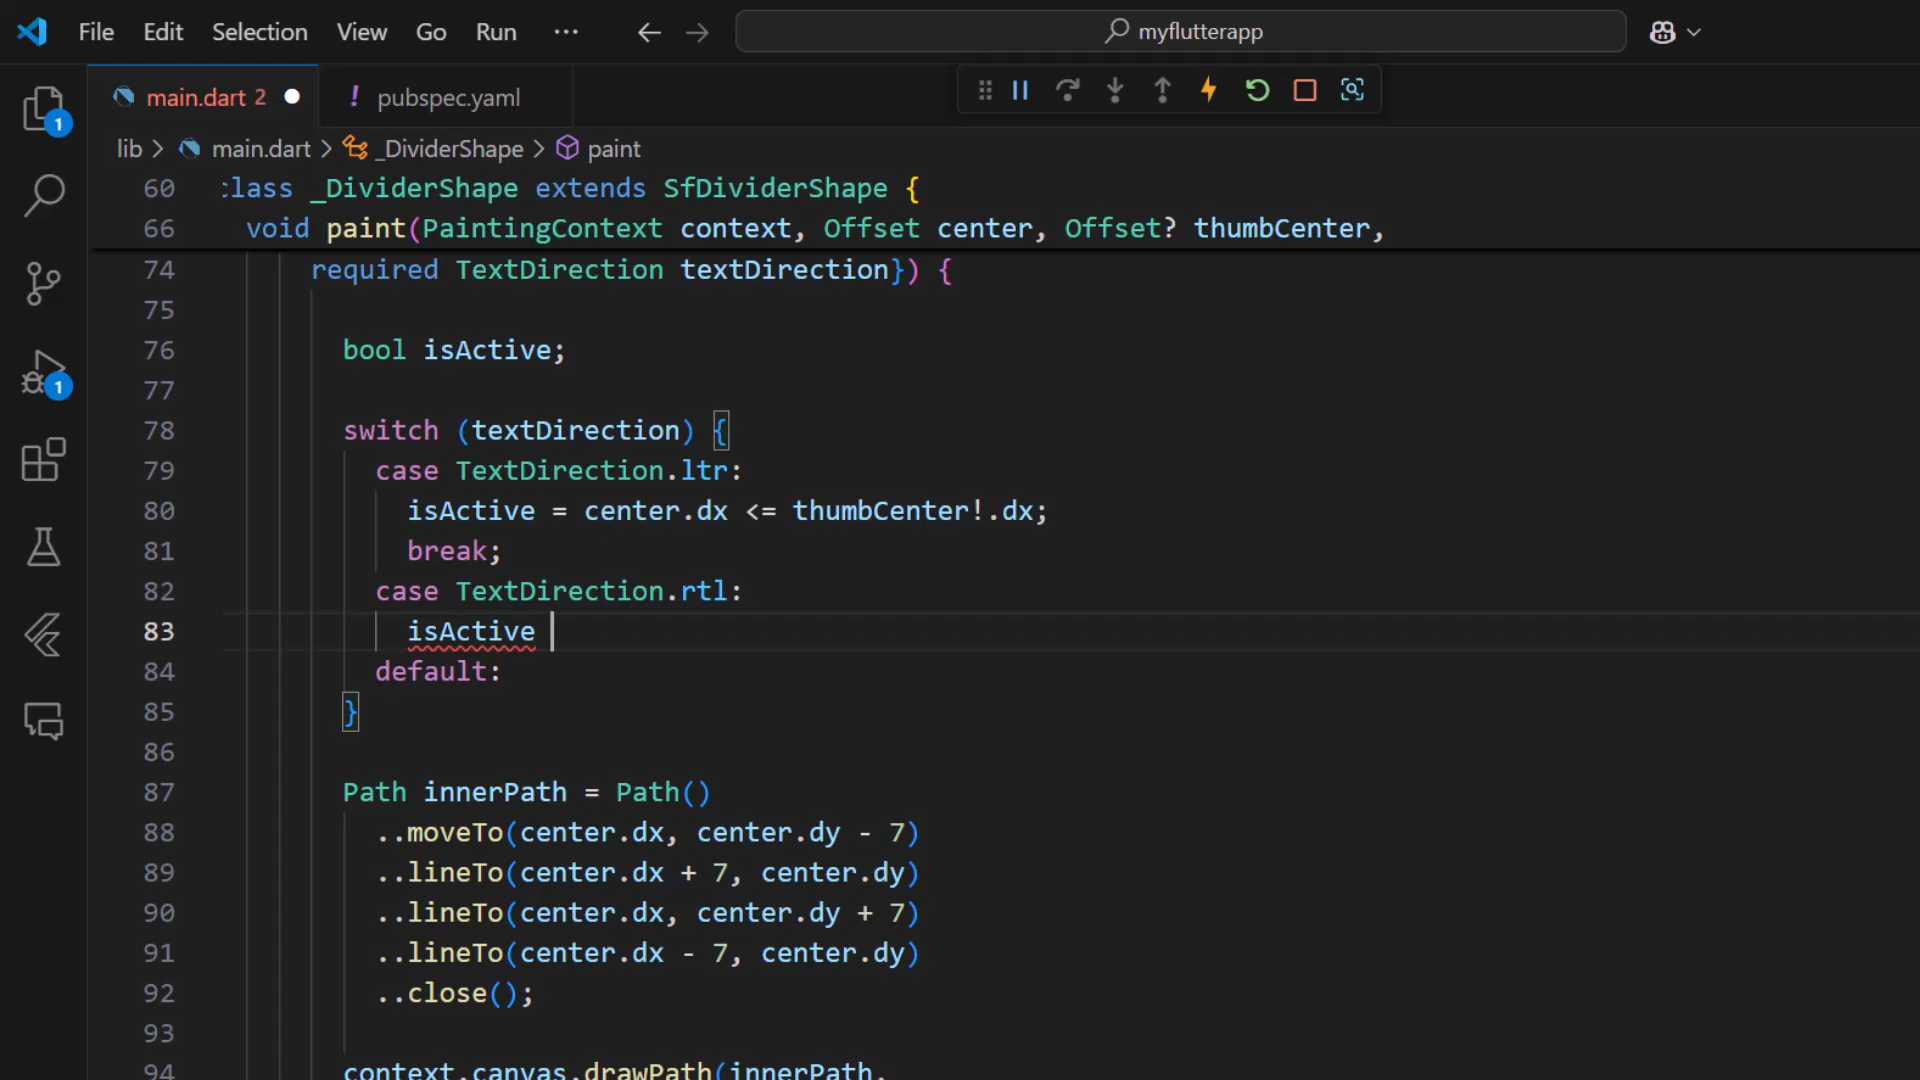 File Edit Selection View Go Run ··· myflutterapp
main.dart 2 ! pubspec.yaml
1
lib > main.dart > _DividerShape > paint
60 class _DividerShape extends SfDividerShape {
66 void paint(PaintingContext context, Offset center, Offset? thumbCenter,
74 required TextDirection textDirection}) {
75
76 bool isActive;
77
1
78 switch (textDirection) {
79 case TextDirection.ltr:
80 isActive = center.dx <= thumbCenter!.dx;
81 break;
82 case TextDirection.rtl:
83 isActive
84 default:
85 }
86
87 Path innerPath = Path()
88 ..moveTo(center.dx, center.dy - 7)
89 ..lineTo(center.dx + 7, center.dy)
90 ..lineTo(center.dx, center.dy + 7)
91 ..lineTo(center.dx - 7, center.dy)
92 ..close();
93
94 context.canvas.drawPath(innerPath,